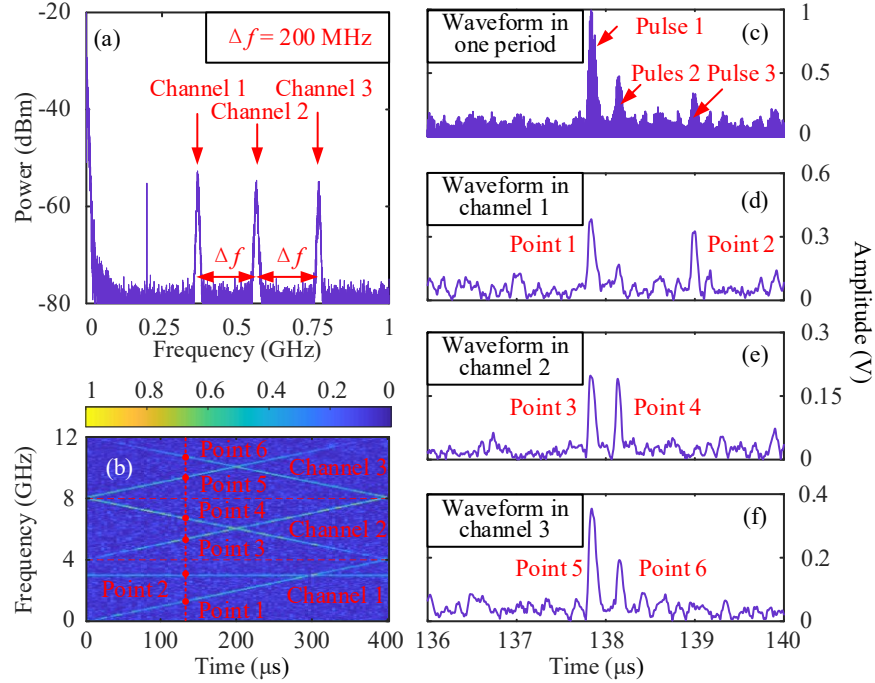 (a)
Δf = 200 MHz
Channel 1
Channel 3
Channel 2
Δf
Δf
-20
-40
-60
-80
Power (dBm)
0
0.25
0.5
0.75
1
Frequency (GHz)
1
0.8
0.6
0.4
0.2
0
(b)
Point 6
Channel 3
Point 5
Point 4
Channel 2
Point 3
Point 2
Channel 1
Point 1
12
8
4
0
Frequency (GHz)
0
100
200
300
400
Time (μs)
Waveform in
one period
(c)
Pulse 1
Pules 2
Pulse 3
1
0.5
0
Waveform in
channel 1
(d)
Point 1
Point 2
0.6
0.3
0
Waveform in
channel 2
(e)
Point 3
Point 4
0.3
0.15
0
Waveform in
channel 3
(f)
Point 5
Point 6
0.4
0.2
0
Amplitude (V)
136
137
138
139
140
Time (μs)